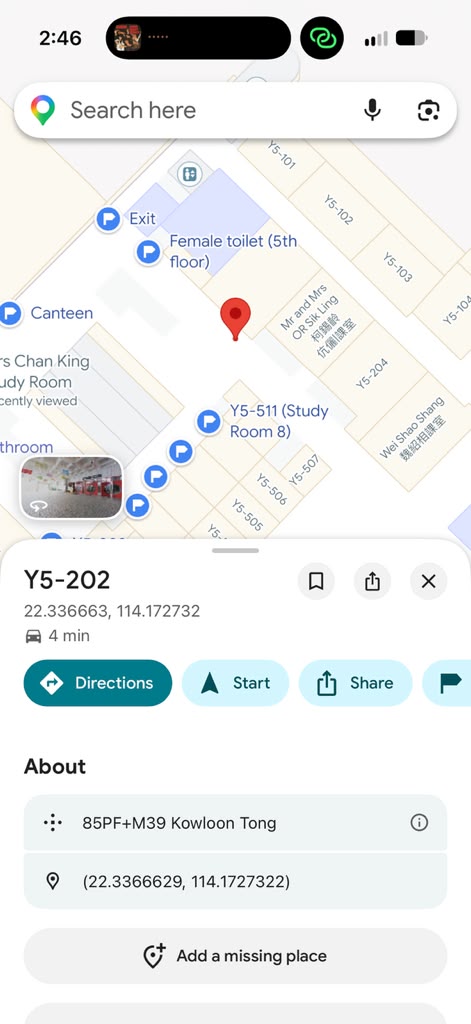 2:46
Search here
Y5-101
Y5-102
Y5-103
Y5-104
Exit
Female toilet (5th
floor)
Canteen
Mr and Mrs
OR Sik Ling
柯錫齡
伉儷課室
rs Chan King
udy Room
cently viewed
Y5-204
Y5-511 (Study
Room 8)
Wei Shao Shang
魏紹相課室
throom
Y5-507
Y5-506
Y5-505
Y5-202
22.336663, 114.172732
4 min
Directions
Start
Share
About
85PF+M39 Kowloon Tong
(22.3366629, 114.1727322)
Add a missing place